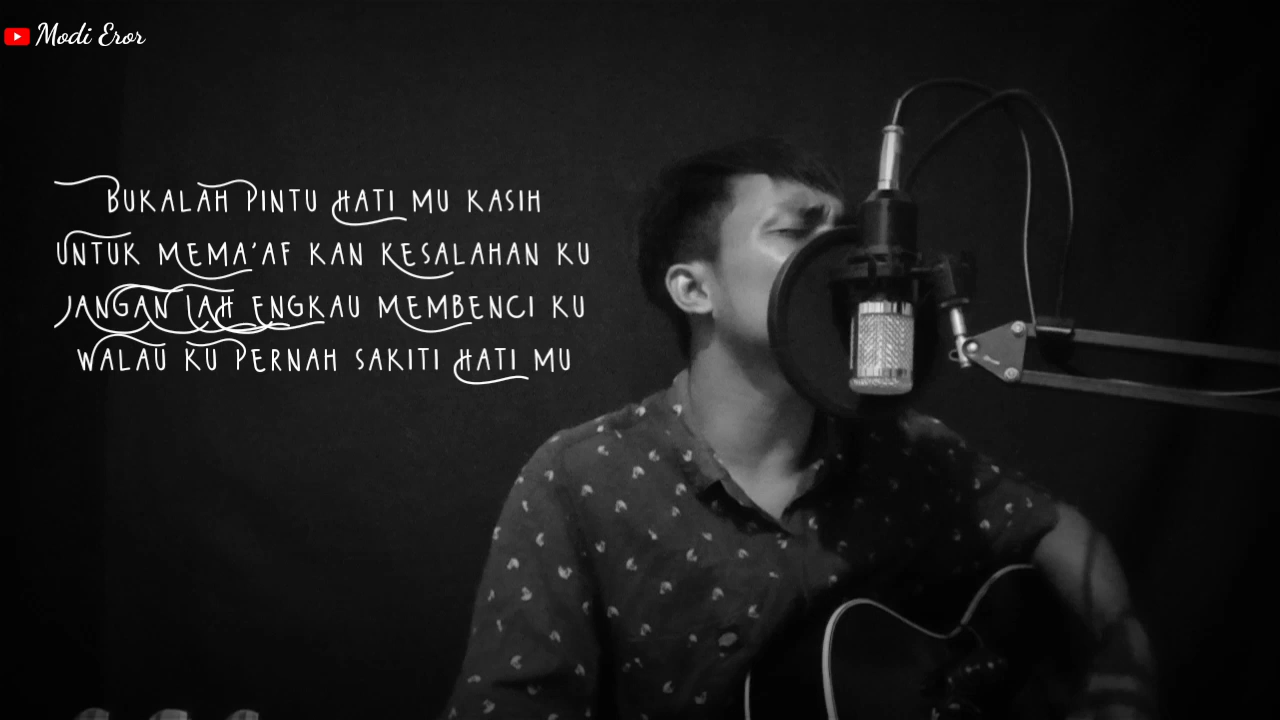 Modi Eror
BUKALAH PINTU HATI MU KASIH
UNTUK MEMA'AF KAN KESALAHAN KU
JANGAN LAH ENGKAU MEMBENCI KU
WALAU KU PERNAH SAKITI HATI MU